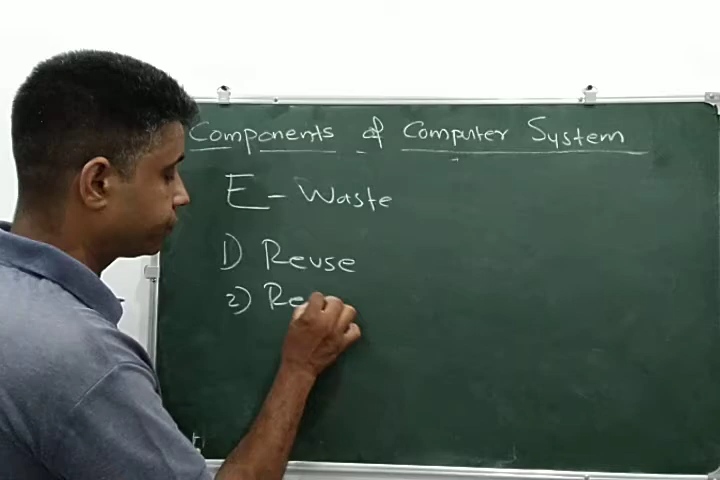 Components of Computer System
E-Waste
1) Reuse
2) Re